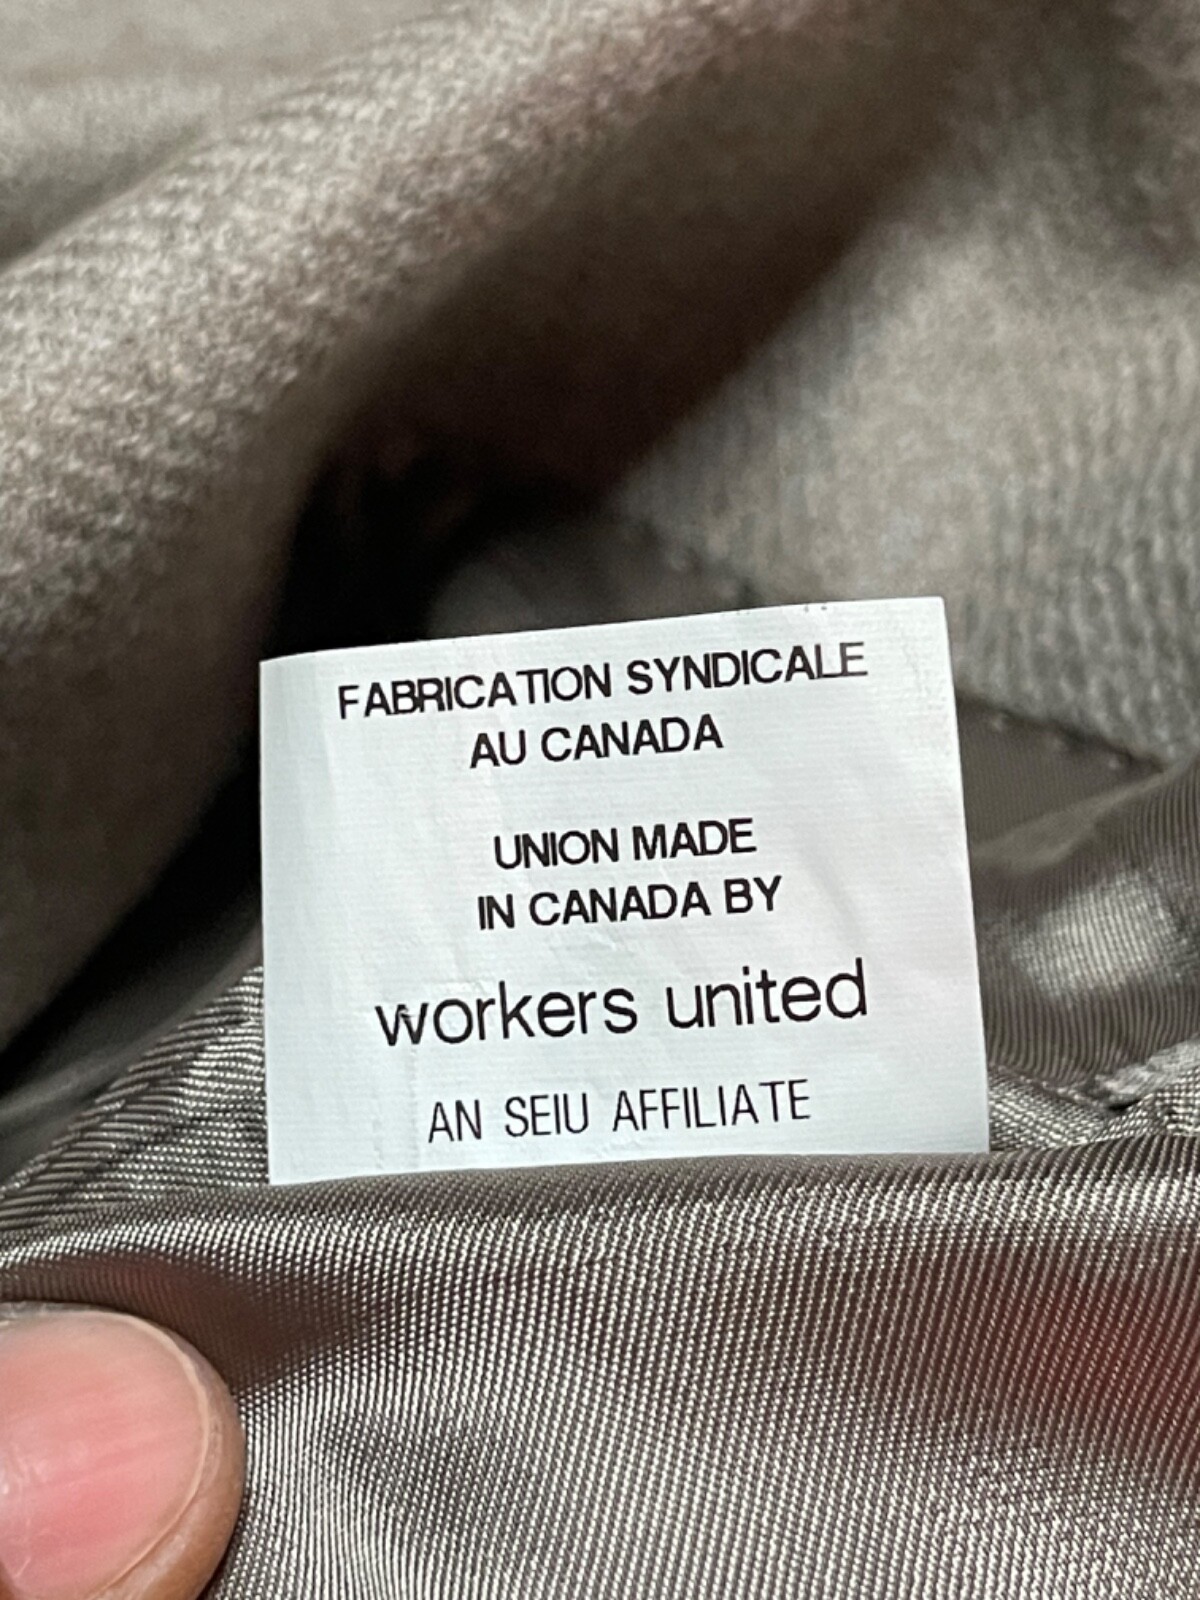 FABRICATION SYNDICALE
AU CANADA
UNION MADE
IN CANADA BY
workers united
AN SEIU AFFILIATE